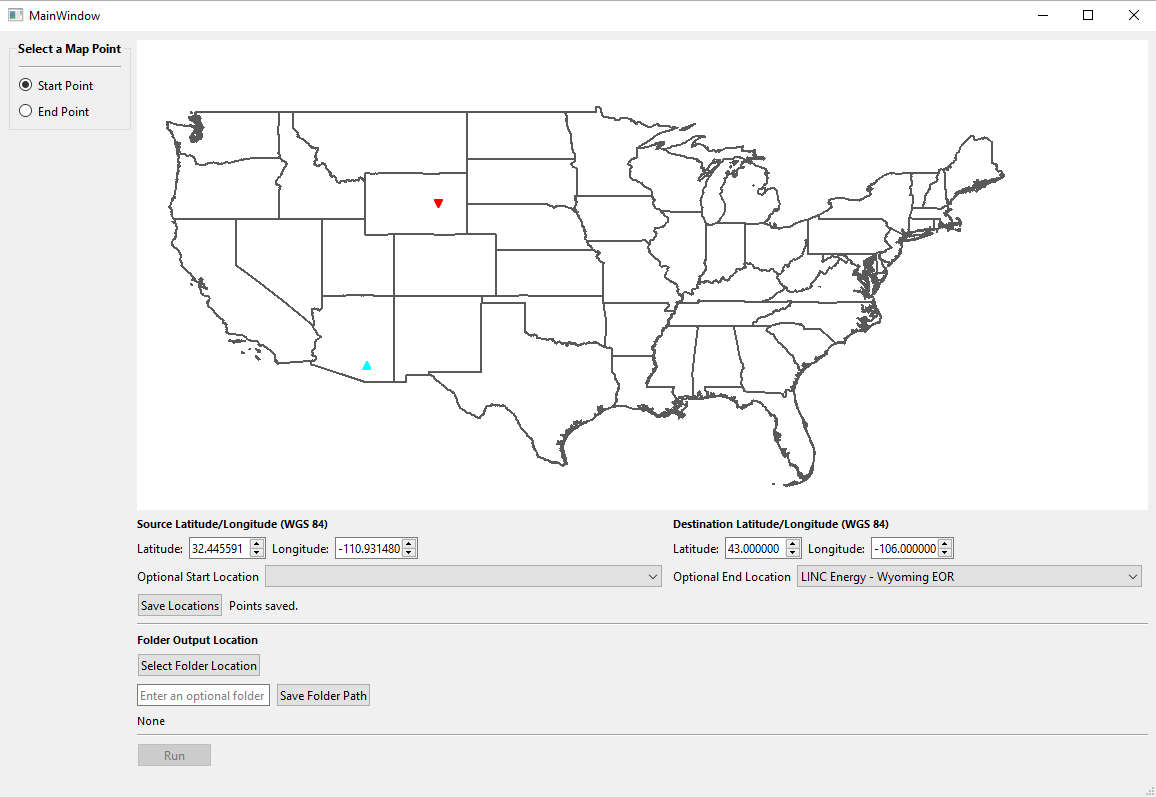 MainWindow
Select a Map Point
Start Point
End Point
Source Latitude/Longitude (WGS 84)
Latitude: 32.445591 Longitude: -110.931480
Optional Start Location
Save Locations Points saved.
Destination Latitude/Longitude (WGS 84)
Latitude: 43.000000 Longitude: -106.000000
Optional End Location LINC Energy - Wyoming EOR
Folder Output Location
Select Folder Location
Enter an optional folder Save Folder Path
None
Run